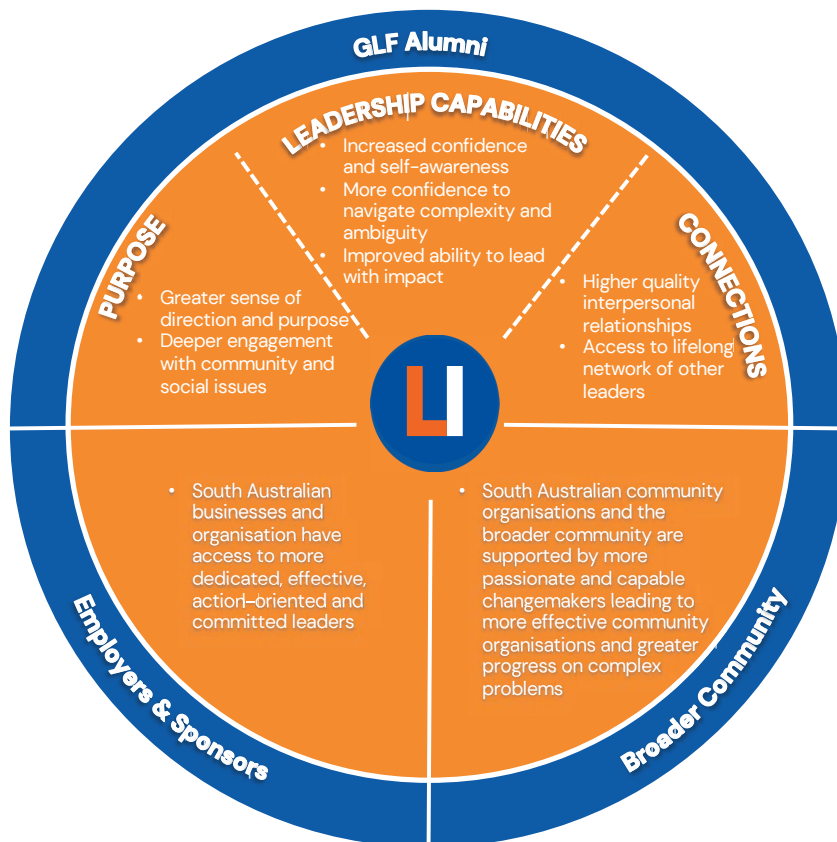 GLF Alumni
LEADERSHIP CAPABILITIES
• Increased confidence
and self-awareness
• More confidence to
navigate complexity and
ambiguity
• Improved ability to lead
with impact
PURPOSE
• Greater sense of
direction and purpose
• Deeper engagement
with community and
social issues
CONNECTIONS
• Higher quality
interpersonal
relationships
• Access to lifelong
network of other
leaders
LI
• South Australian
businesses and
organisation have
access to more
dedicated, effective,
action-oriented and
committed leaders
Employers & Sponsors
• South Australian community
organisations and the
broader community are
supported by more
passionate and capable
changemakers leading to
more effective community
organisations and greater
progress on complex
problems
Broader Community